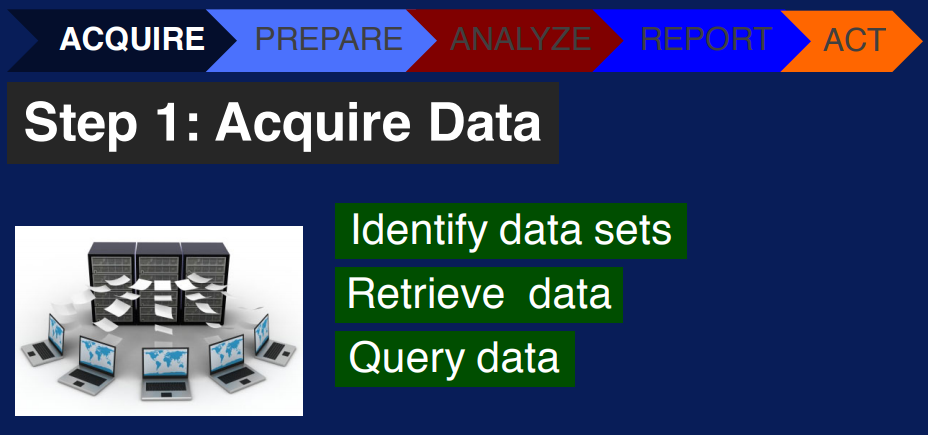 ACQUIRE PREPARE ANALYZE REPORT ACT
Step 1: Acquire Data
Identify data sets
Retrieve data
Query data